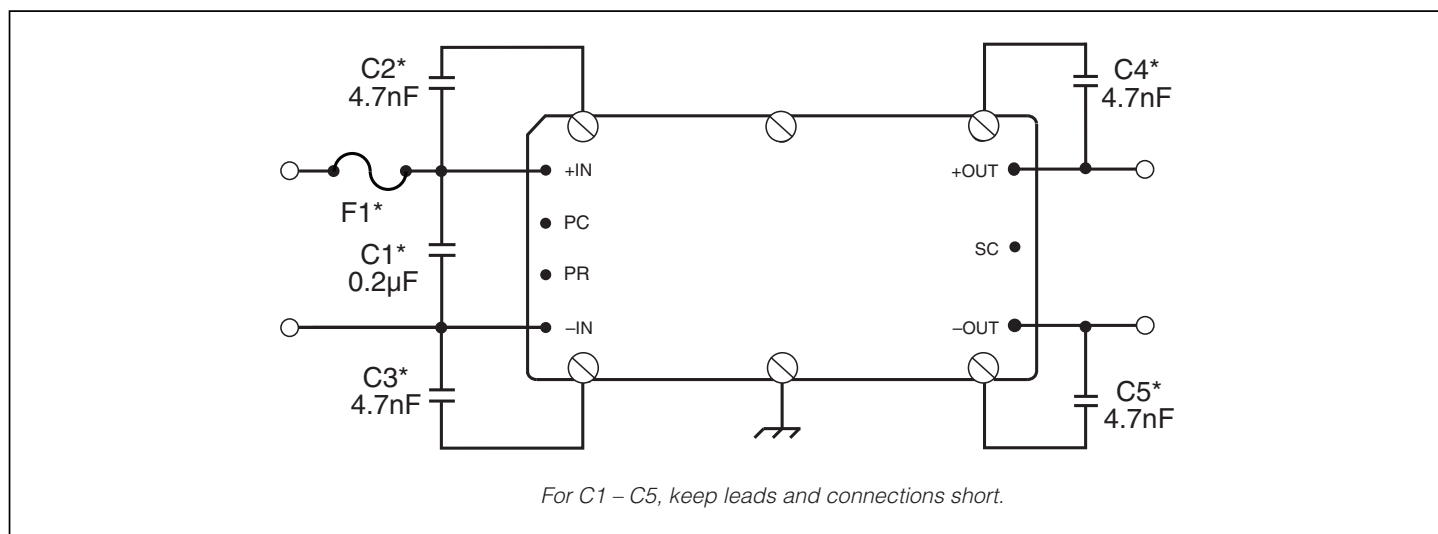 C2*
4.7nF
C4*
4.7nF
+IN
+OUT
F1*
PC
SC
C1*
0.2µF
PR
–IN
–OUT
C3*
4.7nF
C5*
4.7nF
For C1 – C5, keep leads and connections short.